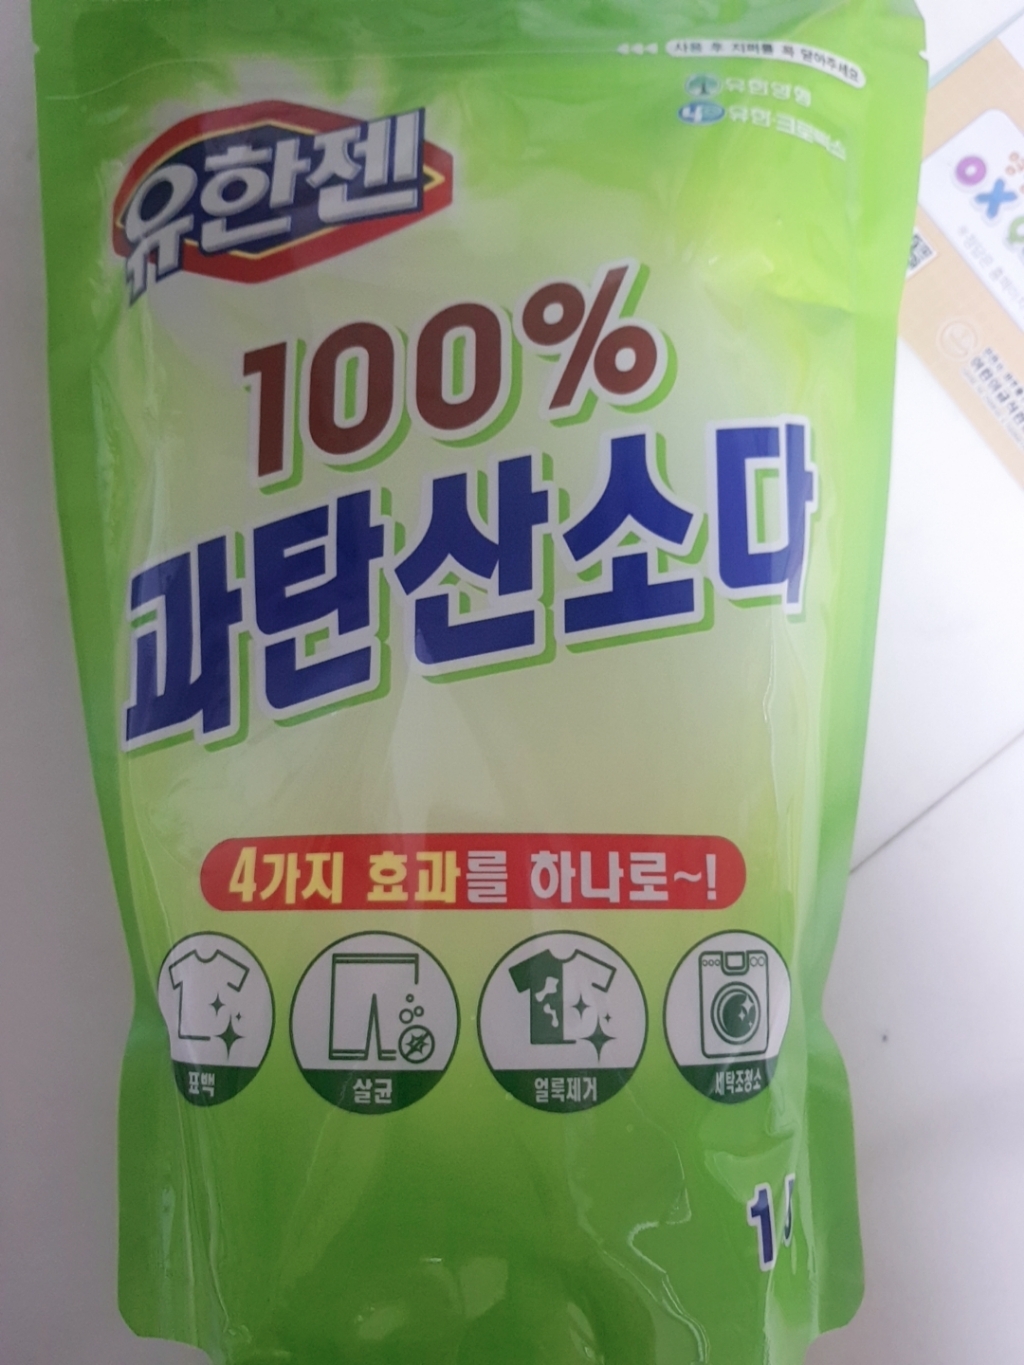 사용 후 지퍼를 꼭 닫아주세요
유한양행
유한-크로락스
유한젠
100%
과탄산소다
4가지 효과를 하나로~!
표백
살균
얼룩제거
세탁조청소
OX